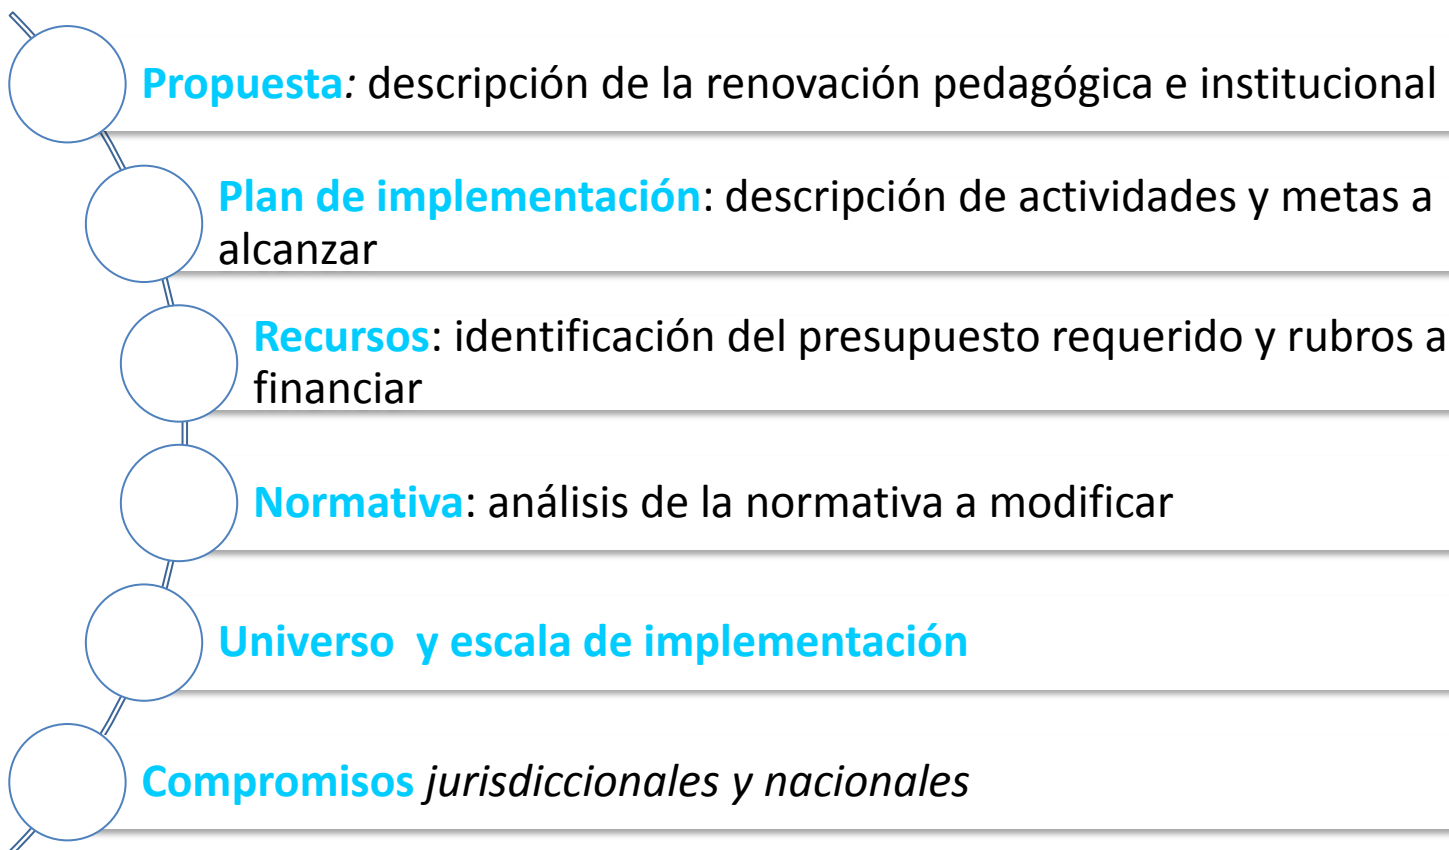 Propuesta: descripción de la renovación pedagógica e institucional
Plan de implementación: descripción de actividades y metas a
alcanzar
Recursos: identificación del presupuesto requerido y rubros a
financiar
Normativa: análisis de la normativa a modificar
Universo  y escala de implementación
Compromisos jurisdiccionales y nacionales